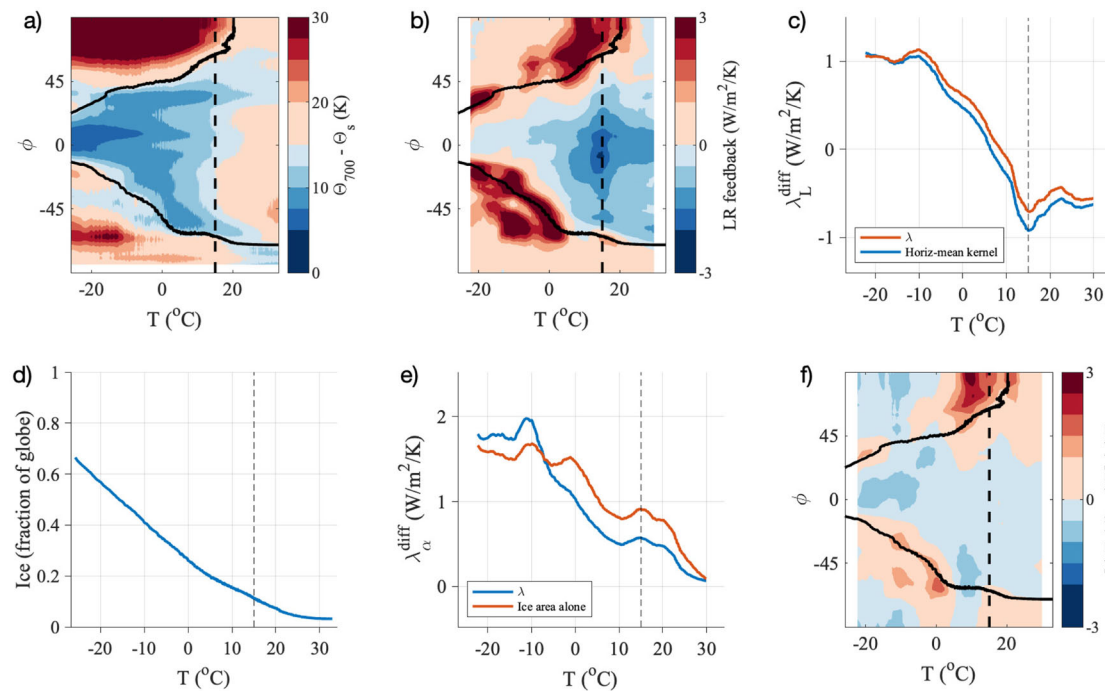 a)
45
0
-45
ϕ
-20
0
20
T (°C)
30
20
10
0
Θ700 - Θs (K)
b)
45
0
-45
ϕ
-20
0
20
T (°C)
3
0
-3
LR feedback (W/m²/K)
c)
1
0
-1
λLdiff (W/m²/K)
λ
Horiz-mean kernel
-20
-10
0
10
20
30
T (°C)
d)
1
0.8
0.6
0.4
0.2
0
Ice (fraction of globe)
-20
-10
0
10
20
30
T (°C)
e)
2
1
0
λαdiff (W/m²/K)
λ
Ice area alone
-20
-10
0
10
20
30
T (°C)
f)
45
0
-45
ϕ
-20
0
20
T (°C)
3
0
-3